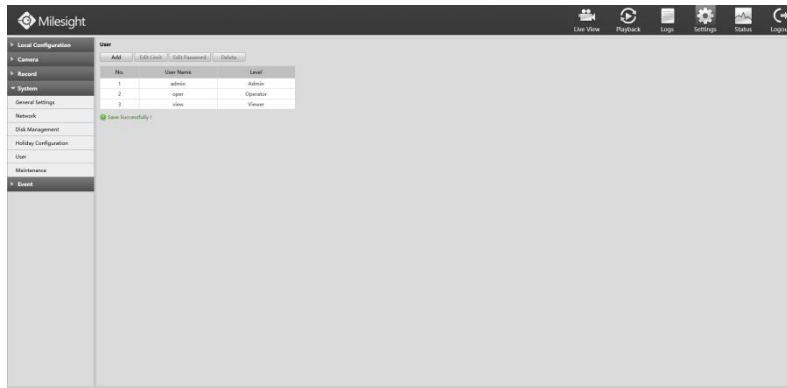 Milesight
Live View Playback Logs Settings Status Logou
Local Configuration
Camera
Record
System
General Settings
Network
Disk Management
Holiday Configuration
User
Maintenance
Event
User
Add Edit Limit Edit Password Delete
No. User Name Level
1 admin Admin
2 oper Operator
3 view Viewer
Save Successfully !